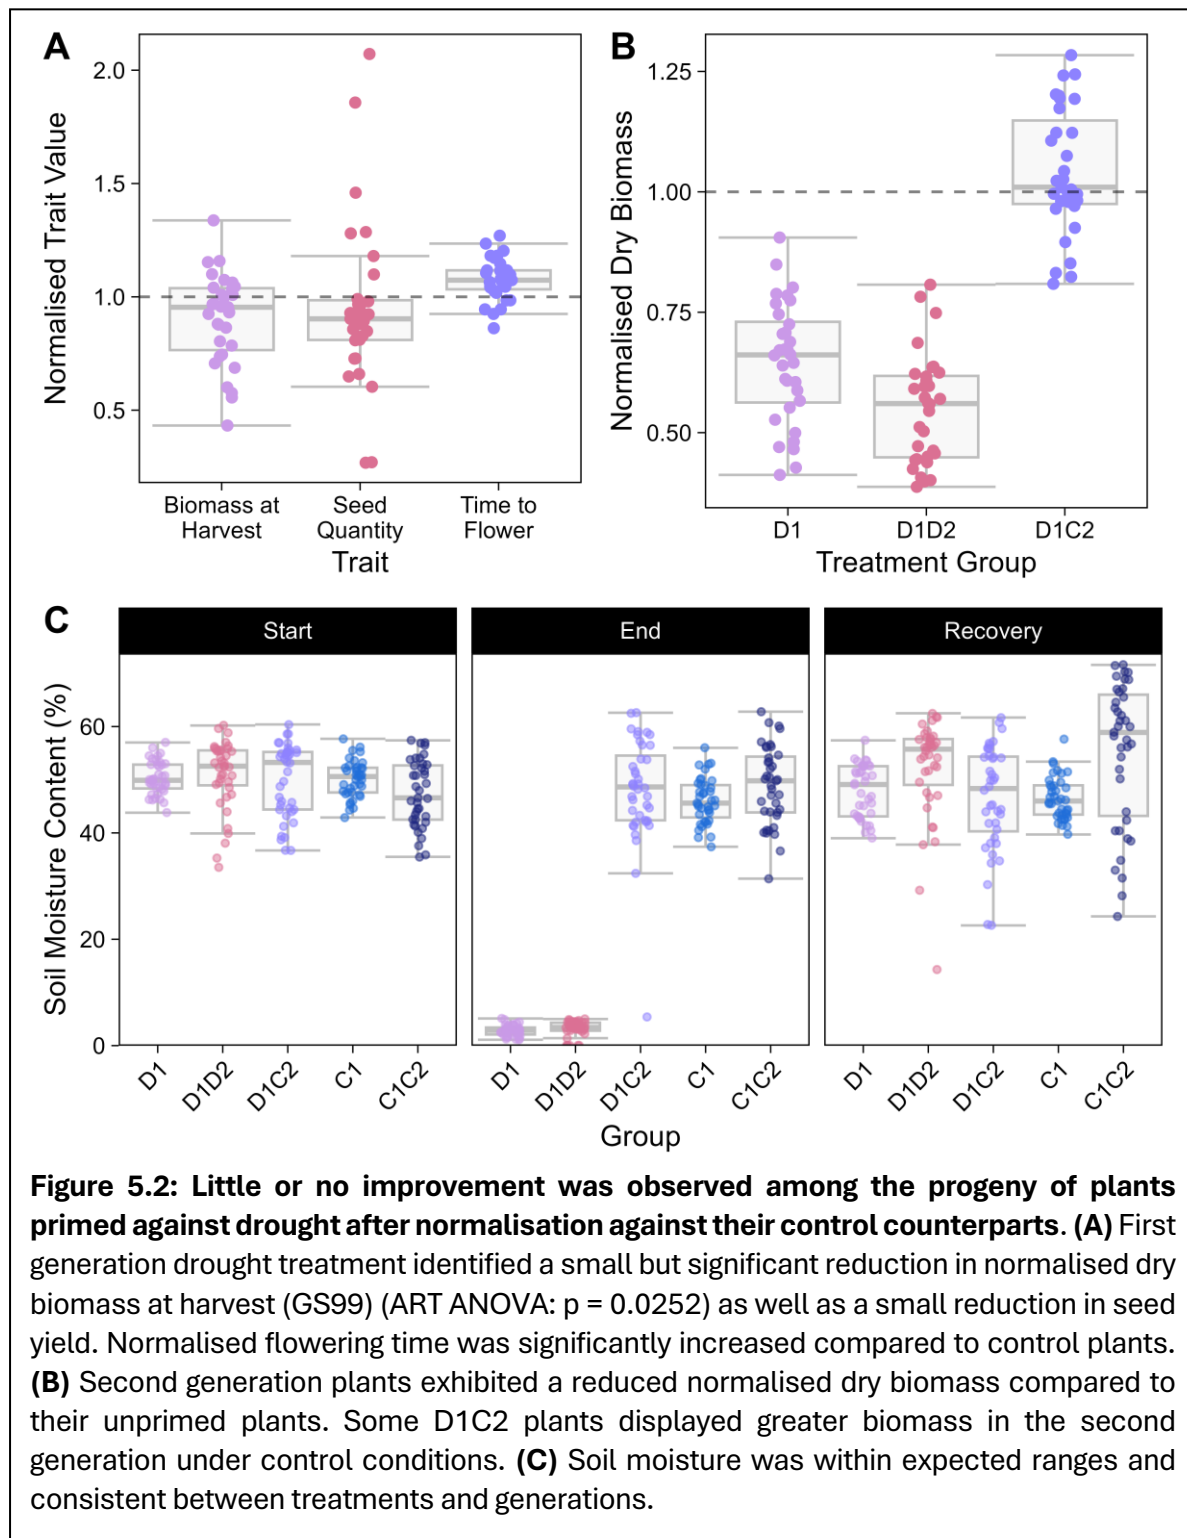 A
B
Normalised Trait Value
2.0
1.5
1.0
0.5
Biomass at
Harvest
Seed
Quantity
Time to
Flower
Trait
Normalised Dry Biomass
1.25
1.00
0.75
0.50
D1
D1D2
D1C2
Treatment Group
C
Start
End
Recovery
Soil Moisture Content (%)
60
40
20
0
D1
D1D2
D1C2
C1
C1C2
D1
D1D2
D1C2
C1
C1C2
D1
D1D2
D1C2
C1
C1C2
Group
Figure 5.2: Little or no improvement was observed among the progeny of plants
primed against drought after normalisation against their control counterparts. (A) First
generation drought treatment identified a small but significant reduction in normalised dry
biomass at harvest (GS99) (ART ANOVA: p = 0.0252) as well as a small reduction in seed
yield. Normalised flowering time was significantly increased compared to control plants.
(B) Second generation plants exhibited a reduced normalised dry biomass compared to
their unprimed plants. Some D1C2 plants displayed greater biomass in the second
generation under control conditions. (C) Soil moisture was within expected ranges and
consistent between treatments and generations.